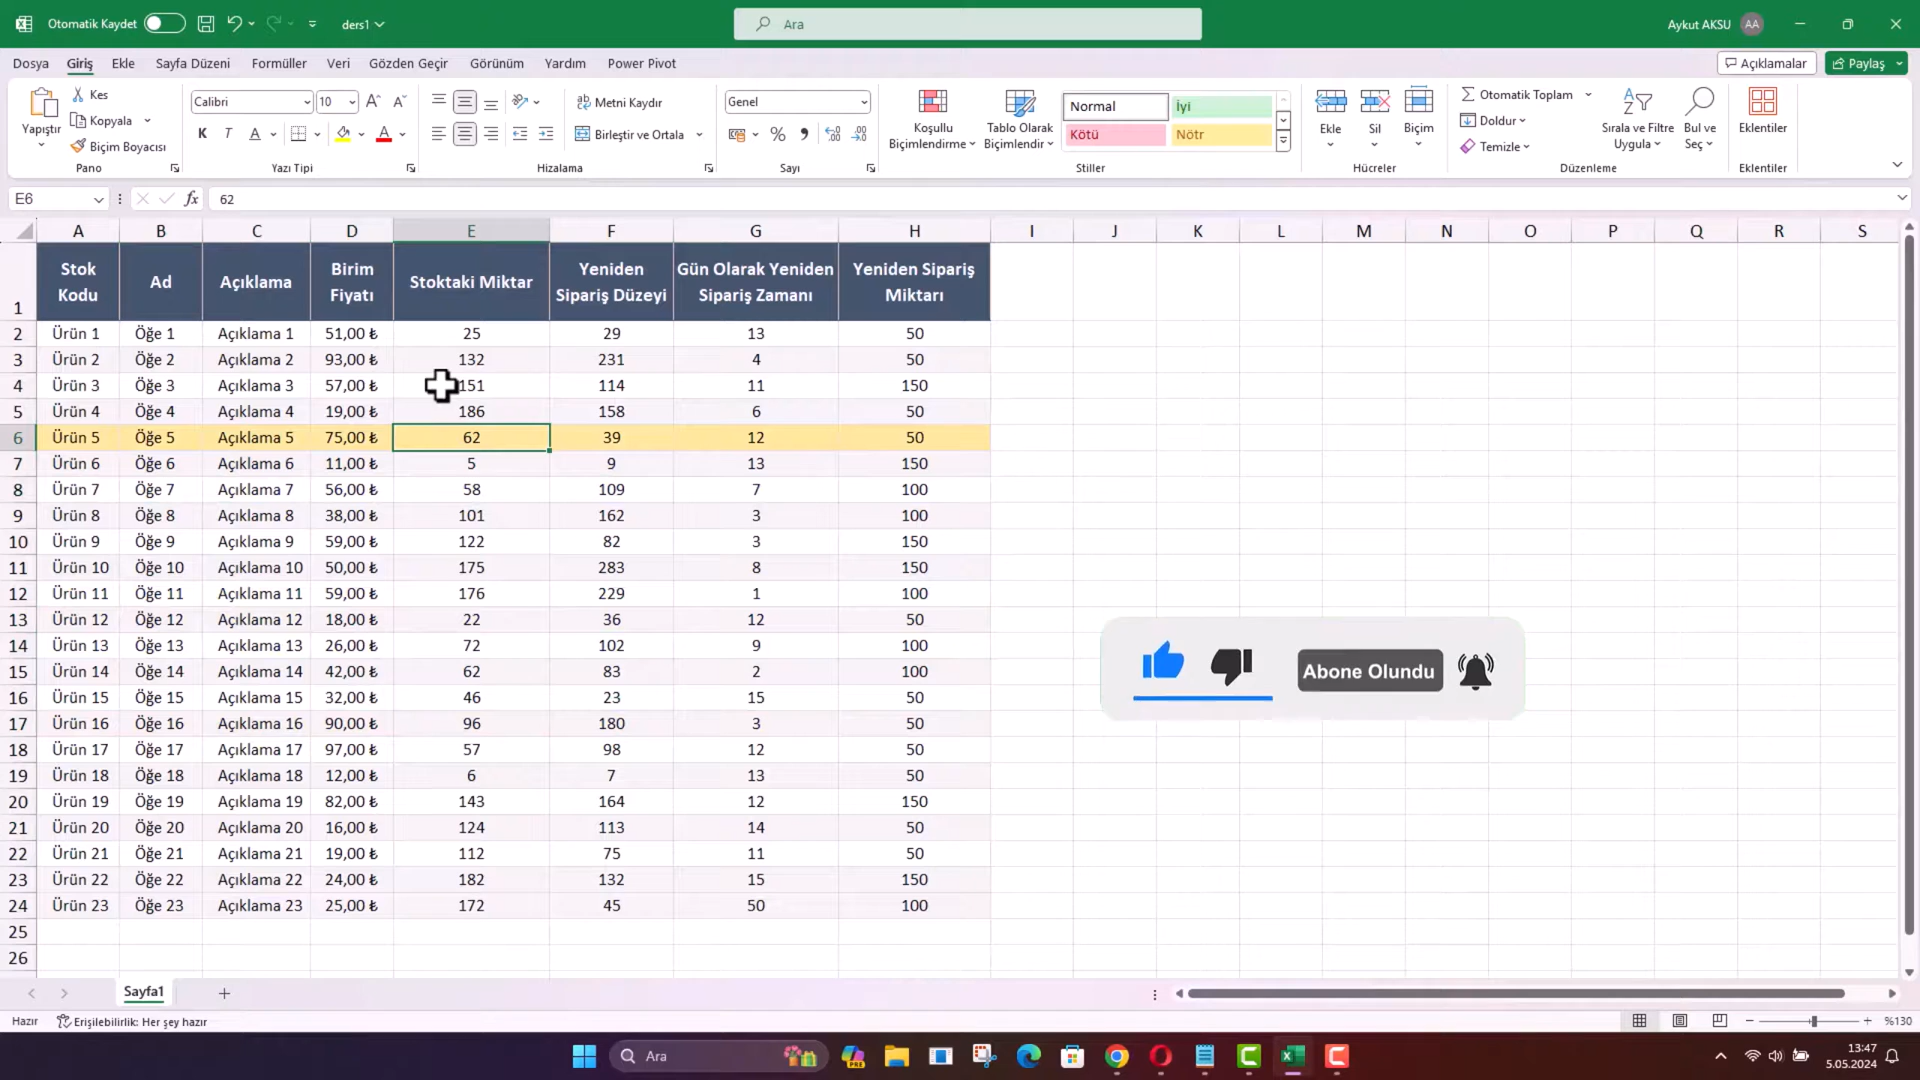 Otomatik Kaydet ders1 Ara Aykut AKSU AA
Dosya Giriş Ekle Sayfa Düzeni Formüller Veri Gözden Geçir Görünüm Yardım Power Pivot Açıklamalar Paylaş
Yapıştır Kes Kopyala Biçim Boyacısı
Pano
Calibri 10 K T A A
Yazı Tipi
Metni Kaydır
Birleştir ve Ortala
Hizalama
Genel
%
Sayı
Koşullu Biçimlendirme
Tablo Olarak Biçimlendir
Normal İyi
Kötü Nötr
Stiller
Ekle Sil Biçim
Hücreler
Otomatik Toplam
Doldur
Temizle
Sırala ve Filtre Uygula
Bul ve Seç
Düzenleme
Eklentiler
Eklentiler
E6 fx 62
A B C D E F G H I J K L M N O P Q R S
1 Stok Kodu Ad Açıklama Birim Fiyatı Stoktaki Miktar Yeniden Sipariş Düzeyi Gün Olarak Yeniden Sipariş Zamanı Yeniden Sipariş Miktarı
2 Ürün 1 Öğe 1 Açıklama 1 51,00 ₺ 25 29 13 50
3 Ürün 2 Öğe 2 Açıklama 2 93,00 ₺ 132 231 4 50
4 Ürün 3 Öğe 3 Açıklama 3 57,00 ₺ 151 114 11 150
5 Ürün 4 Öğe 4 Açıklama 4 19,00 ₺ 186 158 6 50
6 Ürün 5 Öğe 5 Açıklama 5 75,00 ₺ 62 39 12 50
7 Ürün 6 Öğe 6 Açıklama 6 11,00 ₺ 5 9 13 150
8 Ürün 7 Öğe 7 Açıklama 7 56,00 ₺ 58 109 7 100
9 Ürün 8 Öğe 8 Açıklama 8 38,00 ₺ 101 162 3 100
10 Ürün 9 Öğe 9 Açıklama 9 59,00 ₺ 122 82 3 150
11 Ürün 10 Öğe 10 Açıklama 10 50,00 ₺ 175 283 8 150
12 Ürün 11 Öğe 11 Açıklama 11 59,00 ₺ 176 229 1 100
13 Ürün 12 Öğe 12 Açıklama 12 18,00 ₺ 22 36 12 50
14 Ürün 13 Öğe 13 Açıklama 13 26,00 ₺ 72 102 9 100
15 Ürün 14 Öğe 14 Açıklama 14 42,00 ₺ 62 83 2 100
16 Ürün 15 Öğe 15 Açıklama 15 32,00 ₺ 46 23 15 50
17 Ürün 16 Öğe 16 Açıklama 16 90,00 ₺ 96 180 3 50
18 Ürün 17 Öğe 17 Açıklama 17 97,00 ₺ 57 98 12 50
19 Ürün 18 Öğe 18 Açıklama 18 12,00 ₺ 6 7 13 50
20 Ürün 19 Öğe 19 Açıklama 19 82,00 ₺ 143 164 12 150
21 Ürün 20 Öğe 20 Açıklama 20 16,00 ₺ 124 113 14 50
22 Ürün 21 Öğe 21 Açıklama 21 19,00 ₺ 112 75 11 50
23 Ürün 22 Öğe 22 Açıklama 22 24,00 ₺ 182 132 15 150
24 Ürün 23 Öğe 23 Açıklama 23 25,00 ₺ 172 45 50 100
25
26
Abone Olundu
Sayfa1
Hazır Erişilebilirlik: Her şey hazır %130
Ara
13:47
5.05.2024